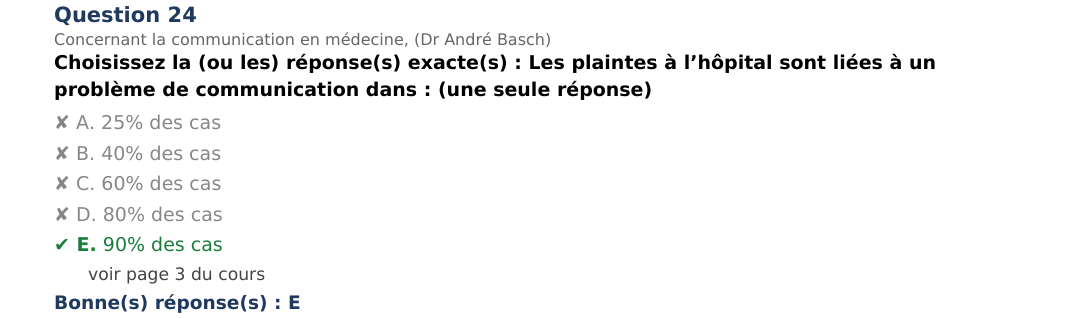 Question 24
Concernant la communication en médecine, (Dr André Basch)
Choisissez la (ou les) réponse(s) exacte(s) : Les plaintes à l’hôpital sont liées à un
problème de communication dans : (une seule réponse)
✘ A. 25% des cas
✘ B. 40% des cas
✘ C. 60% des cas
✘ D. 80% des cas
✔ E. 90% des cas
voir page 3 du cours
Bonne(s) réponse(s) : E